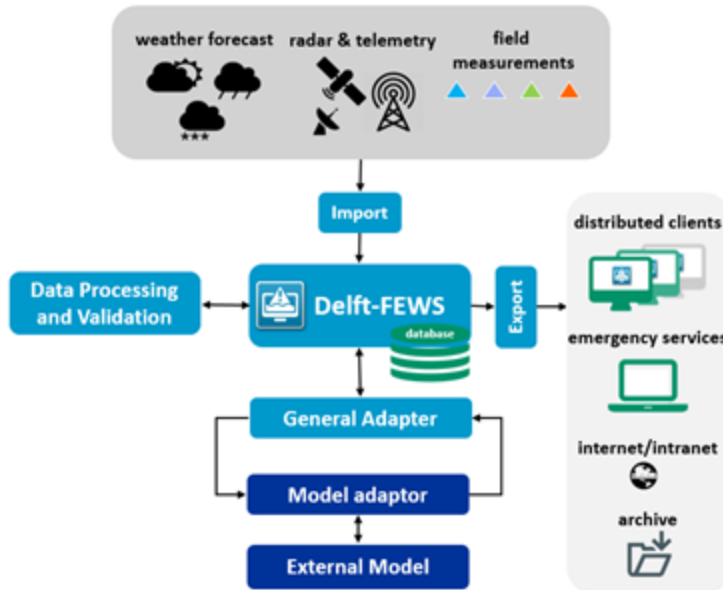 weather forecast
radar & telemetry
field
measurements
Import
distributed clients
Data Processing
and Validation
Delft-FEWS
database
Export
emergency services
General Adapter
internet/intranet
Model adaptor
archive
External Model